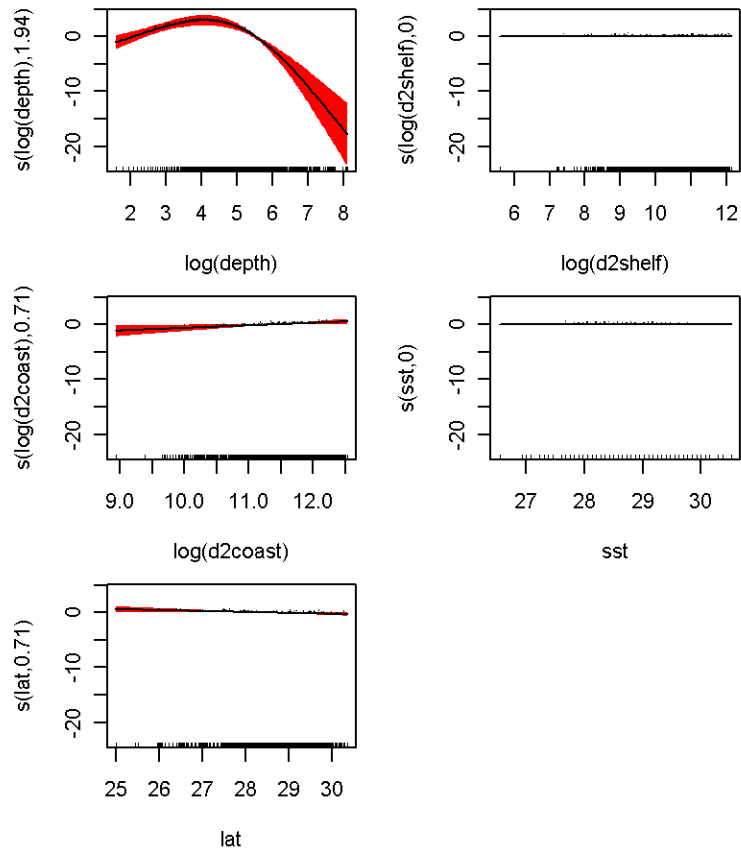 s(log(depth),1.94)
0
-10
-20
2 3 4 5 6 7 8
log(depth)
s(log(d2shelf),0)
0
-10
-20
6 7 8 9 10 12
log(d2shelf)
s(log(d2coast),0.71)
0
-10
-20
9.0 10.0 11.0 12.0
log(d2coast)
s(sst,0)
0
-10
-20
27 28 29 30
sst
s(lat,0.71)
0
-10
-20
25 26 27 28 29 30
lat